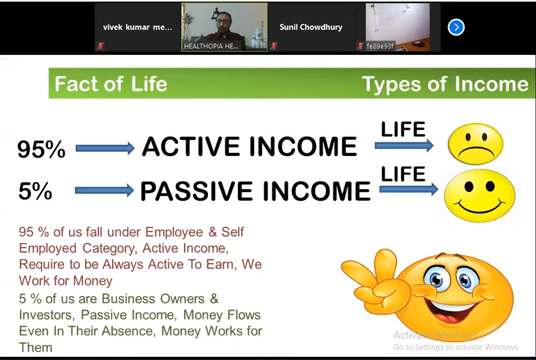 vivek kumar me...
HEALTHOPIA HE...
Sunil Chowdhury
f689693f
Fact of Life
Types of Income
95%
ACTIVE INCOME
LIFE
5%
PASSIVE INCOME
LIFE
95 % of us fall under Employee & Self
Employed Category, Active Income,
Require to be Always Active To Earn, We
Work for Money
5 % of us are Business Owners &
Investors, Passive Income, Money Flows
Even in Their Absence, Money Works for
Them
Activate Windows
Go to Settings to activate Windows.